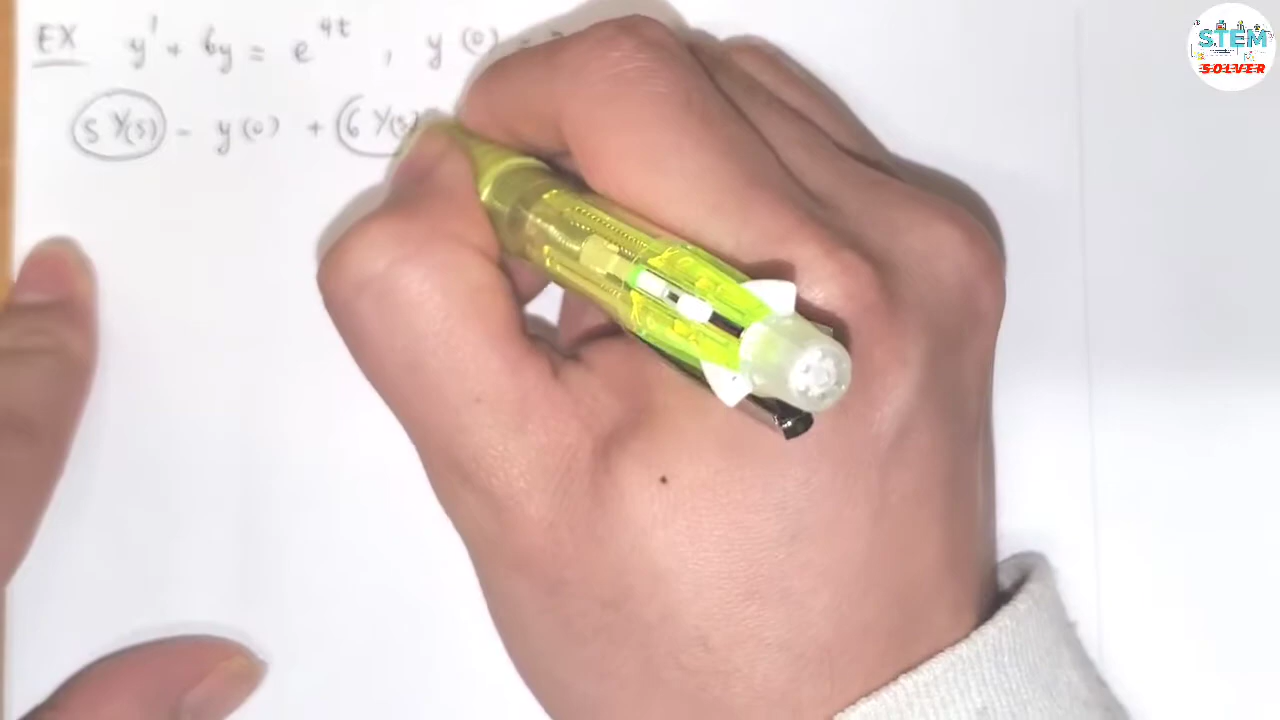 EX y' + 6y = e^{4t}, y(0) =
sY(s) - y(0) + 6Y(s)
STEM
SOLVER